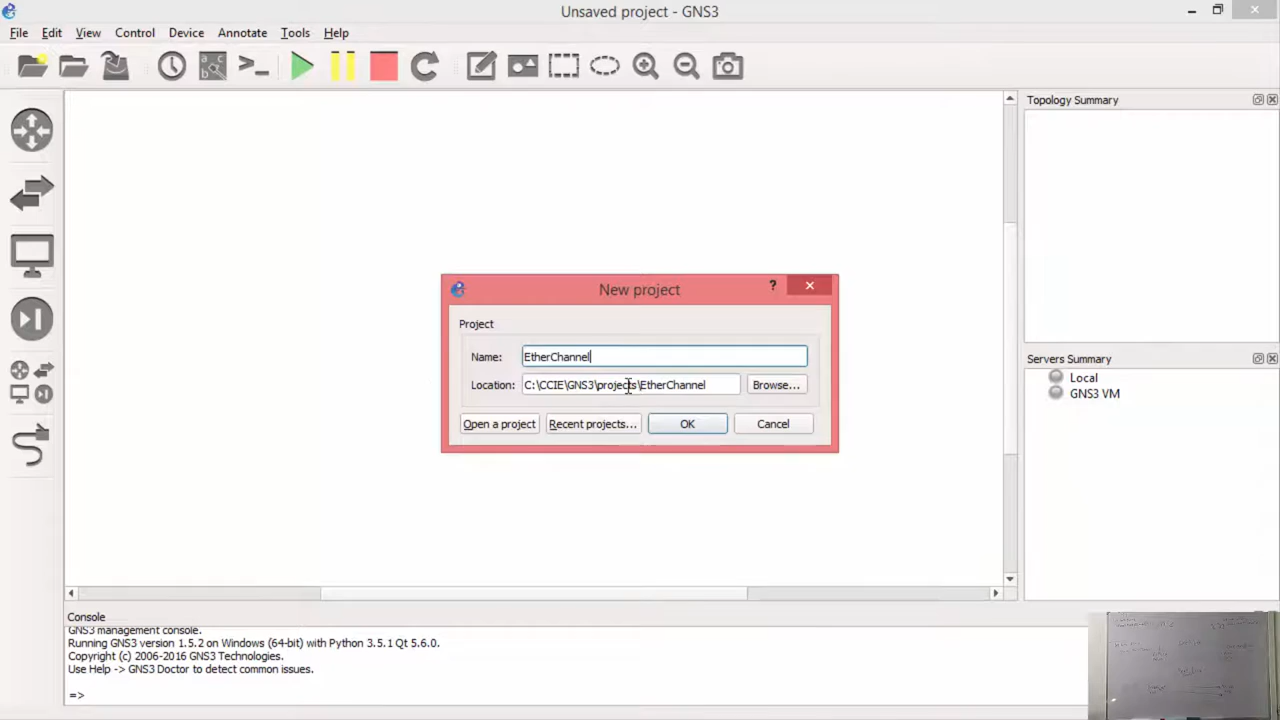 Unsaved project - GNS3
File Edit View Control Device Annotate Tools Help
Topology Summary
New project
Project
Name: EtherChannel
Location: C:\CCIE\GNS3\projects\EtherChannel Browse...
Open a project Recent projects... OK Cancel
Servers Summary
Local
GNS3 VM
Console
GNS3 management console.
Running GNS3 version 1.5.2 on Windows (64-bit) with Python 3.5.1 Qt 5.6.0.
Copyright (c) 2006-2016 GNS3 Technologies.
Use Help -> GNS3 Doctor to detect common issues.
=>